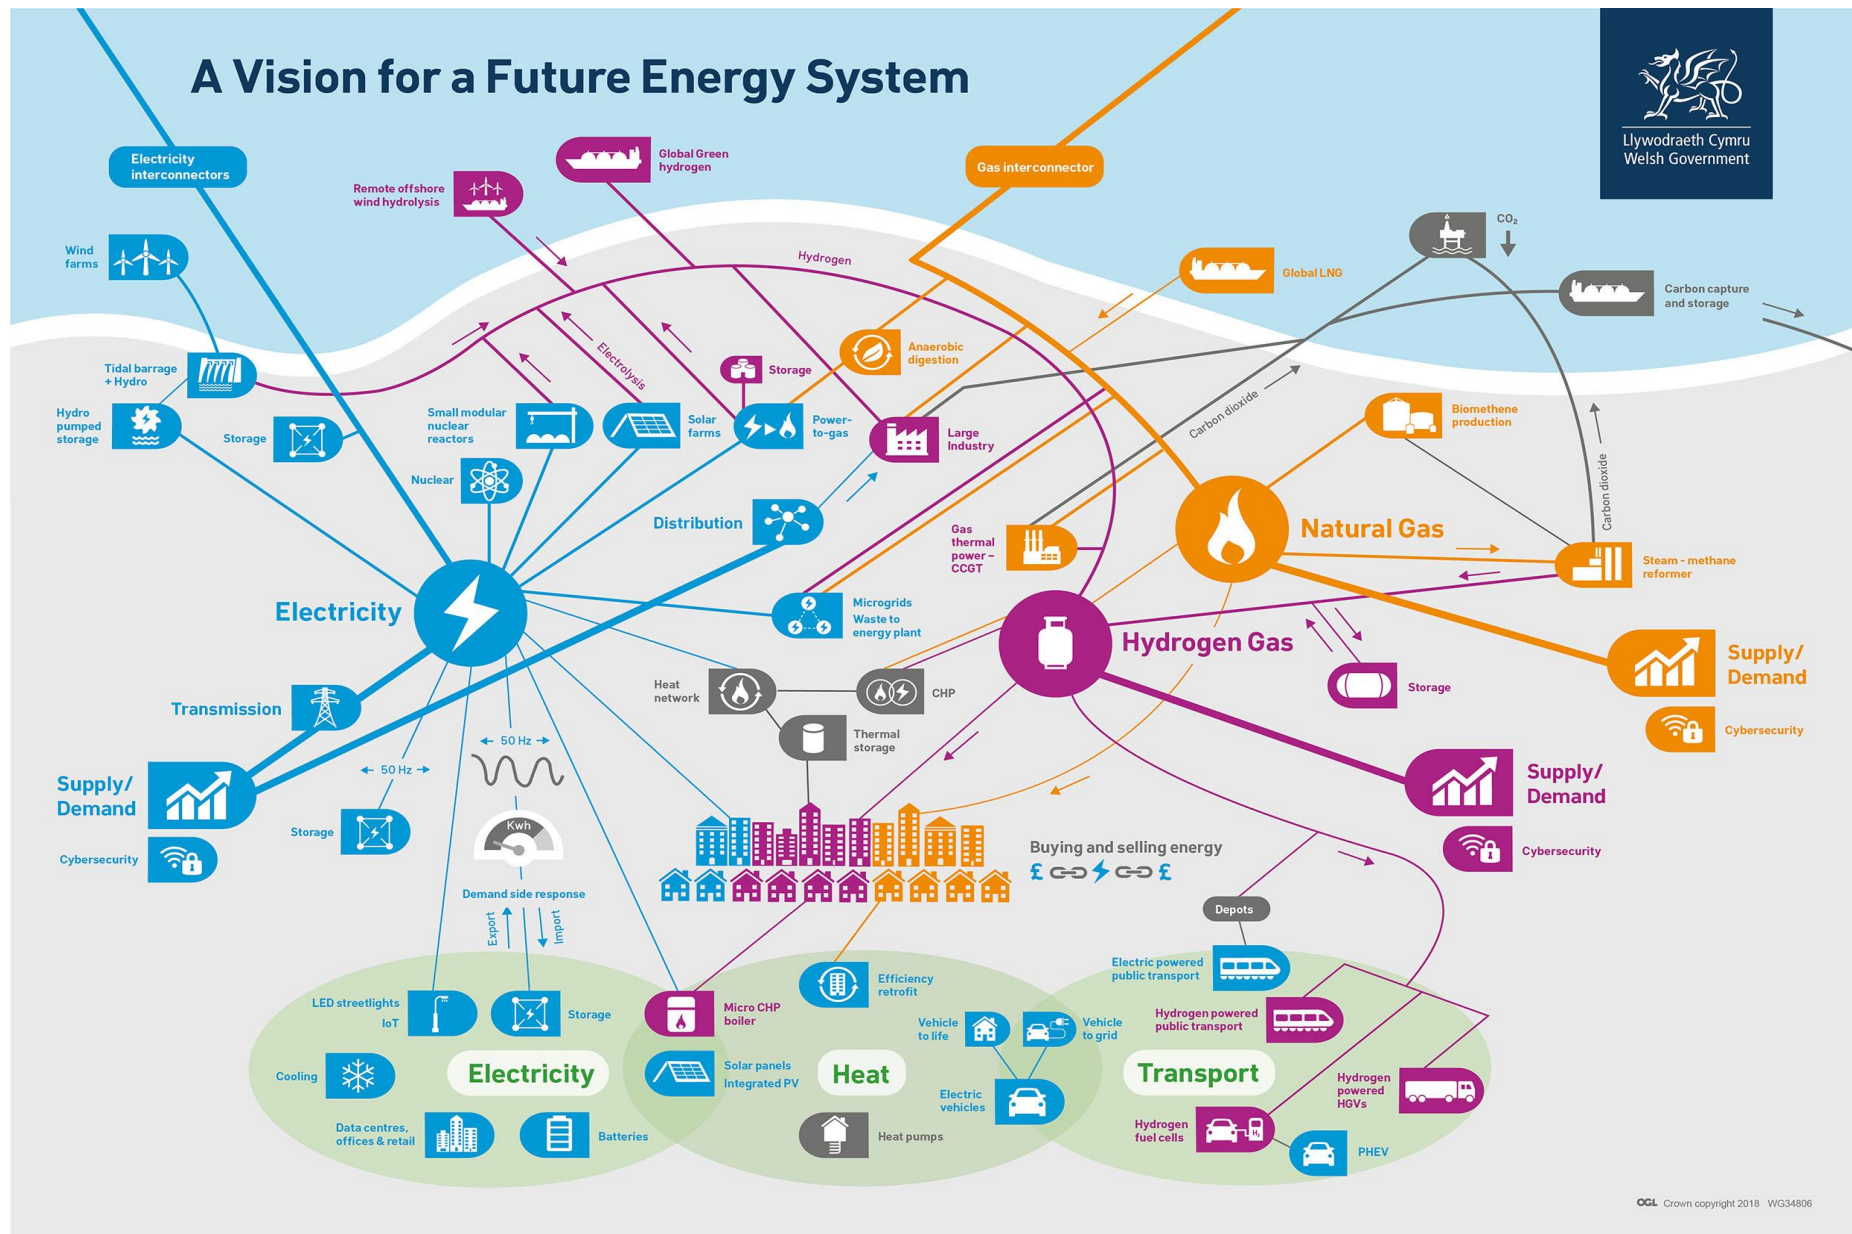 A Vision for a Future Energy System
Llywodraeth Cymru
Welsh Government
Electricity
interconnectors
Global Green
hydrogen
Gas interconnector
Remote offshore
wind hydrolysis
CO₂
Wind
farms
Hydrogen
Global LNG
Carbon capture
and storage
Tidal barrage
+ Hydro
Electrolysis
Storage
Anaerobic
digestion
Hydro
pumped
storage
Storage
Small modular
nuclear
reactors
Solar
farms
Power-
to-gas
Large
Industry
Carbon dioxide
Biomethene
production
Nuclear
Carbon dioxide
Distribution
Gas
thermal
power –
CCGT
Natural Gas
Steam - methane
reformer
Electricity
Microgrids
Waste to
energy plant
Hydrogen Gas
Supply/
Demand
Heat
network
CHP
Storage
Transmission
Thermal
storage
Cybersecurity
50 Hz
50 Hz
Supply/
Demand
Supply/
Demand
Storage
Kwh
Buying and selling energy
£ £
Cybersecurity
Cybersecurity
Demand side response
Export
Import
Depots
LED streetlights
IoT
Storage
Micro CHP
boiler
Efficiency
retrofit
Vehicle
to life
Vehicle
to grid
Electric powered
public transport
Hydrogen powered
public transport
Cooling
Electricity
Solar panels
Integrated PV
Heat
Electric
vehicles
Transport
Hydrogen
powered
HGVs
Data centres,
offices & retail
Batteries
Heat pumps
Hydrogen
fuel cells
H₂
PHEV
OGL Crown copyright 2018 WG34806